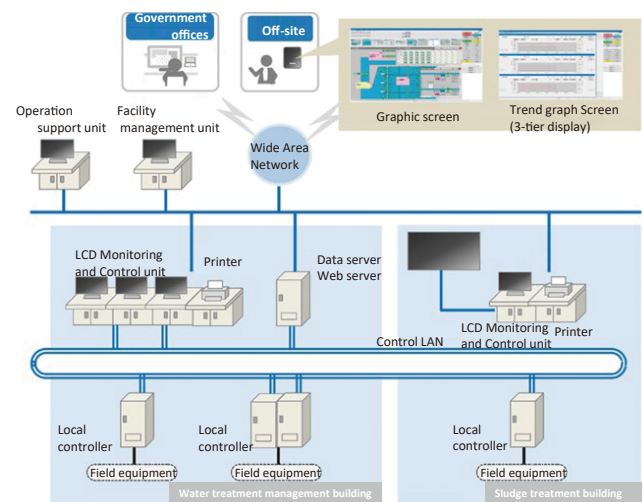 Government
offices
Off-site
Graphic screen
Trend graph Screen
(3-tier display)
Operation
support unit
Facility
management unit
Wide Area
Network
LCD Monitoring
and Control unit
Printer
Data server
Web server
LCD Monitoring
and Control unit
Printer
Control LAN
Local
controller
Local
controller
Local
controller
Field equipment
Field equipment
Field equipment
Water treatment management building
Sludge treatment building